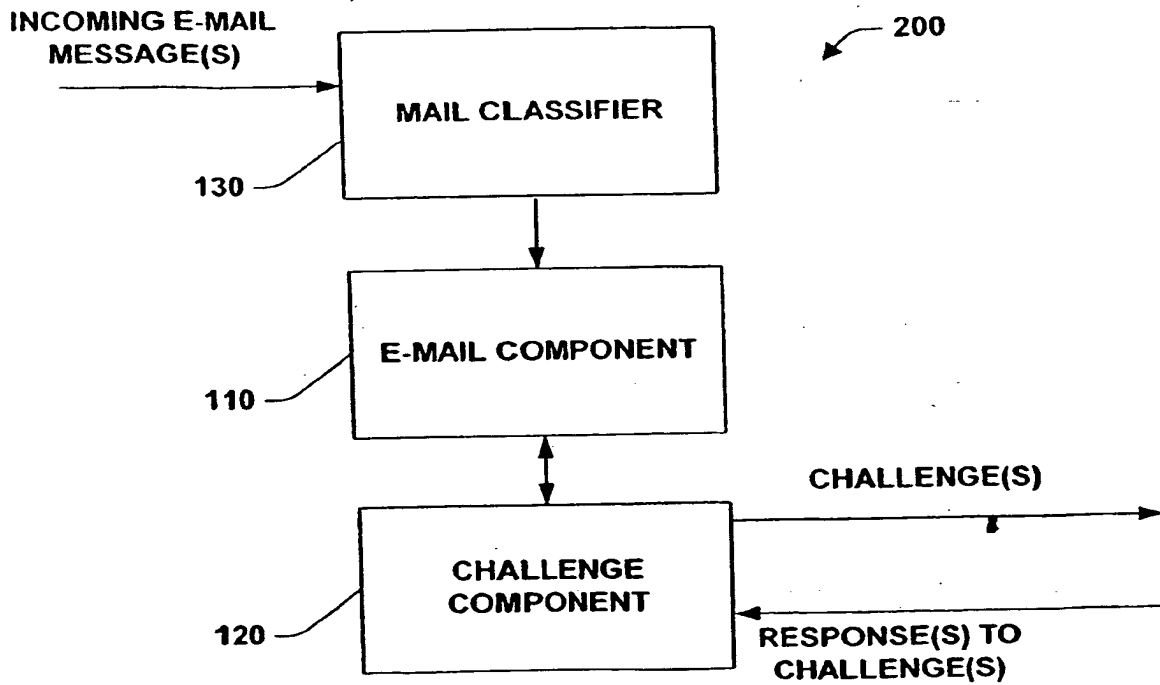 INCOMING E-MAIL
MESSAGE(S)
200
MAIL CLASSIFIER
130
E-MAIL COMPONENT
110
CHALLENGE(S)
CHALLENGE
COMPONENT
120
RESPONSE(S) TO
CHALLENGE(S)